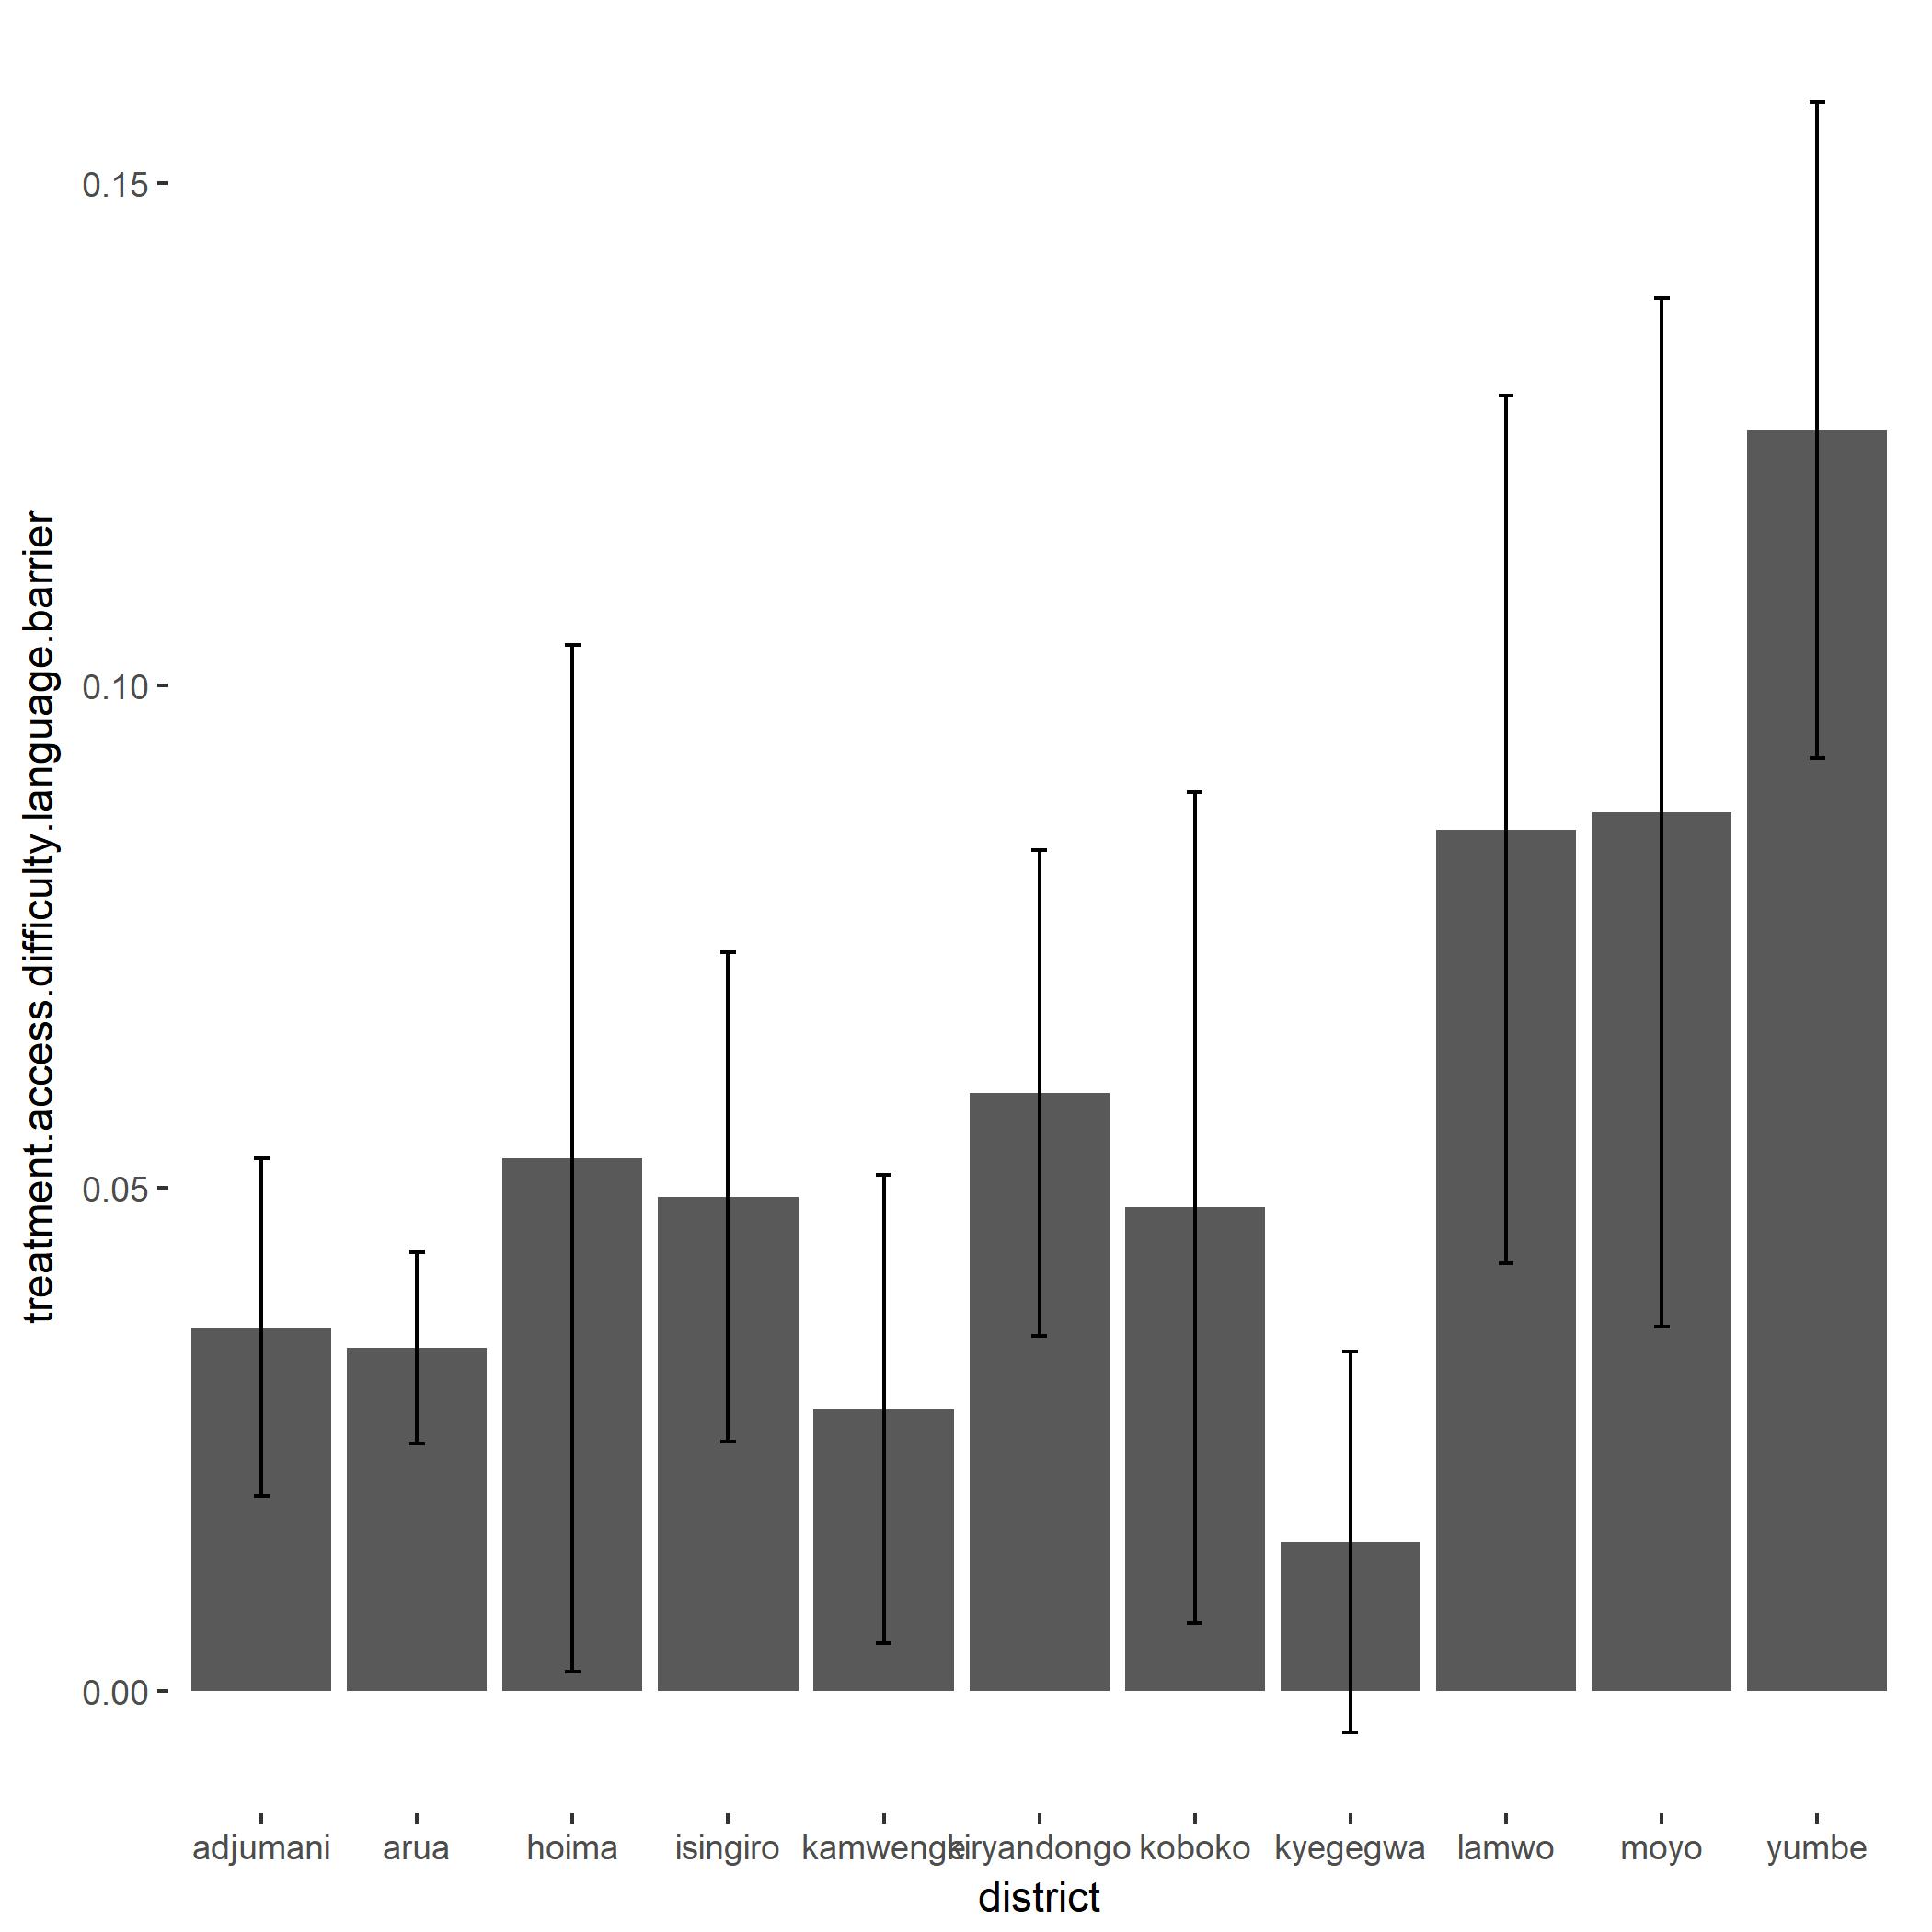 treatment.access.difficulty.language.barrier
0.15
0.10
0.05
0.00
adjumani arua hoima isingiro kamwenge kiryandongo koboko kyegegwa lamwo moyo yumbe
district